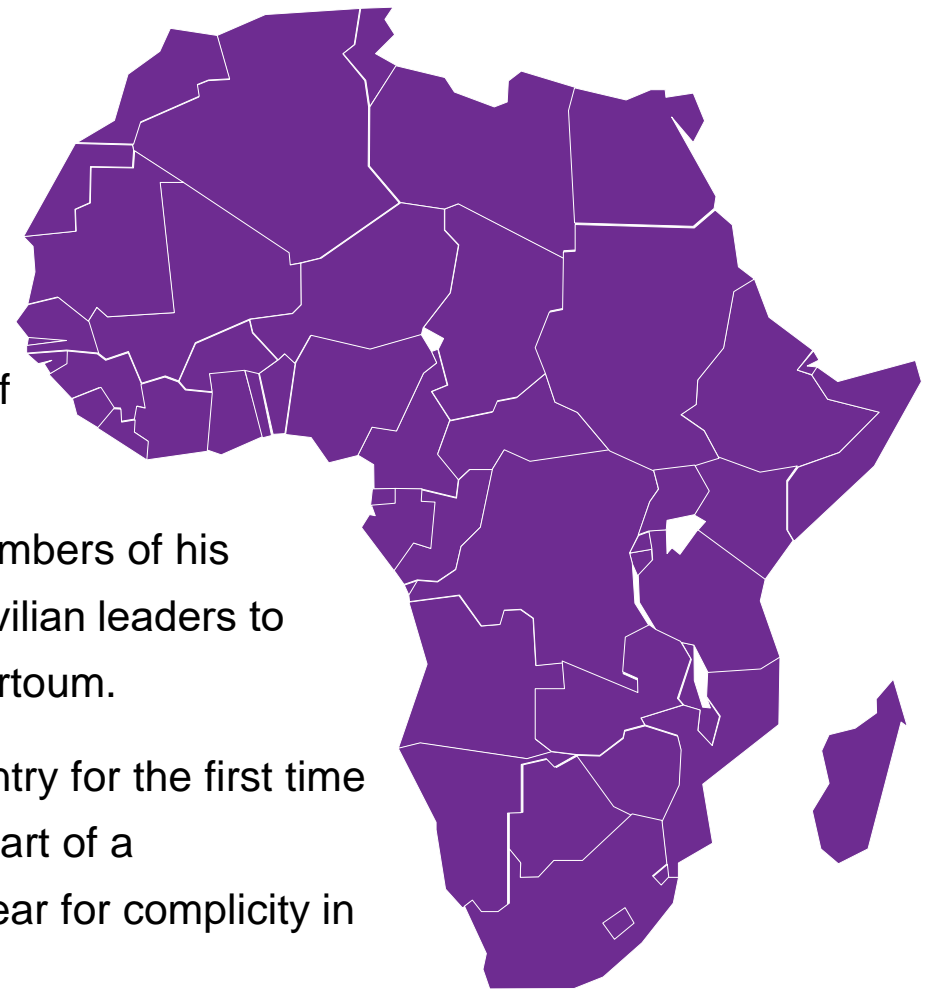 f
mbers of his
vilian leaders to
rtoum.
ntry for the first time
art of a
ear for complicity in